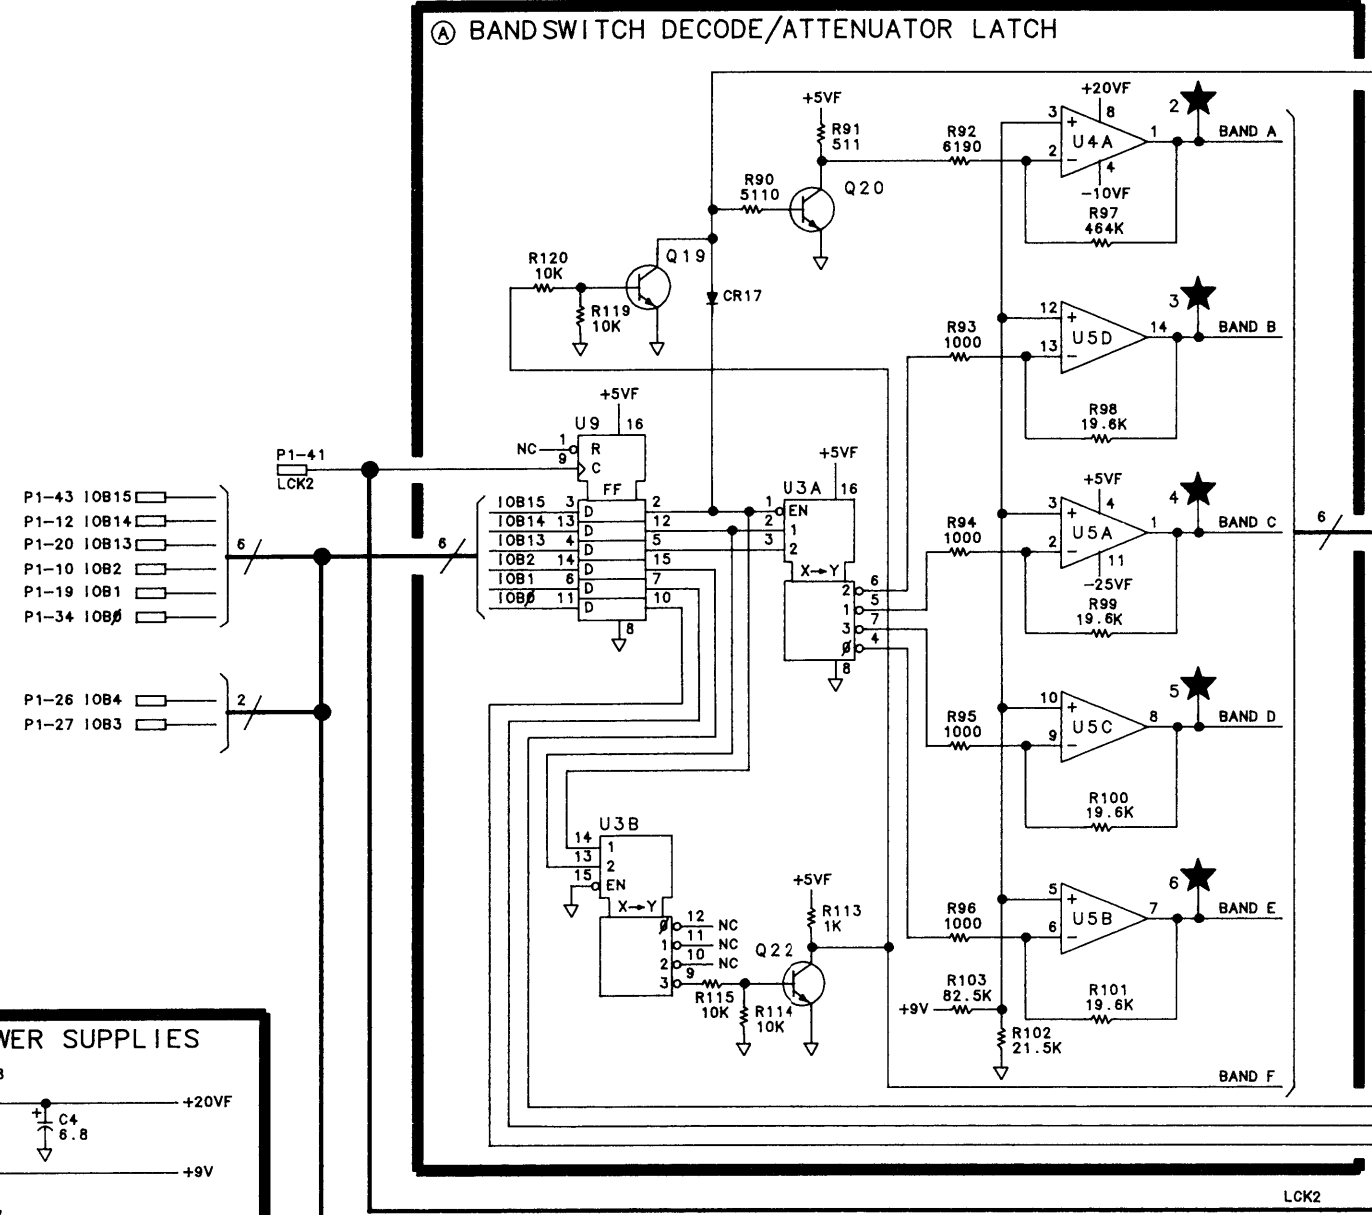 A BANDSWITCH DECODE/ATTENUATOR LATCH
+5VF
R91
511
R90
5110
Q20
R92
6190
+20VF
3
+
8
U4A
2
-
4
1
-10VF
R97
464K
2
BAND A
R120
10K
Q19
R119
10K
CR17
R93
1000
12
+
U5D
13
-
14
R98
19.6K
3
BAND B
P1-41
LCK2
+5VF
U9
16
NC
1
R
9
C
FF
IOB15 3 D 2
IOB14 13 D 12
IOB13 4 D 5
IOB2 14 D 15
IOB1 6 D 7
IOBØ 11 D 10
8
P1-43 IOB15
P1-12 IOB14
P1-20 IOB13
P1-10 IOB2
P1-19 IOB1
P1-34 IOBØ
6
6
P1-26 IOB4
P1-27 IOB3
2
+5VF
U3A
16
1 EN
2 1
3 2
X→Y
2 6
1 5
3 7
Ø 4
8
R94
1000
+5VF
3
+
4
U5A
2
-
11
1
-25VF
R99
19.6K
4
BAND C
6
R95
1000
10
+
U5C
9
-
8
R100
19.6K
5
BAND D
U3B
14 1
13 2
15 EN
X→Y
Ø 12 NC
1 11 NC
2 10 NC
3 9
R115
10K
R114
10K
Q22
+5VF
R113
1K
R96
1000
5
+
U5B
6
-
7
R101
19.6K
6
BAND E
R103
82.5K
+9V
R102
21.5K
BAND F
WER SUPPLIES
+20VF
+
C4
6.8
+9V
LCK2